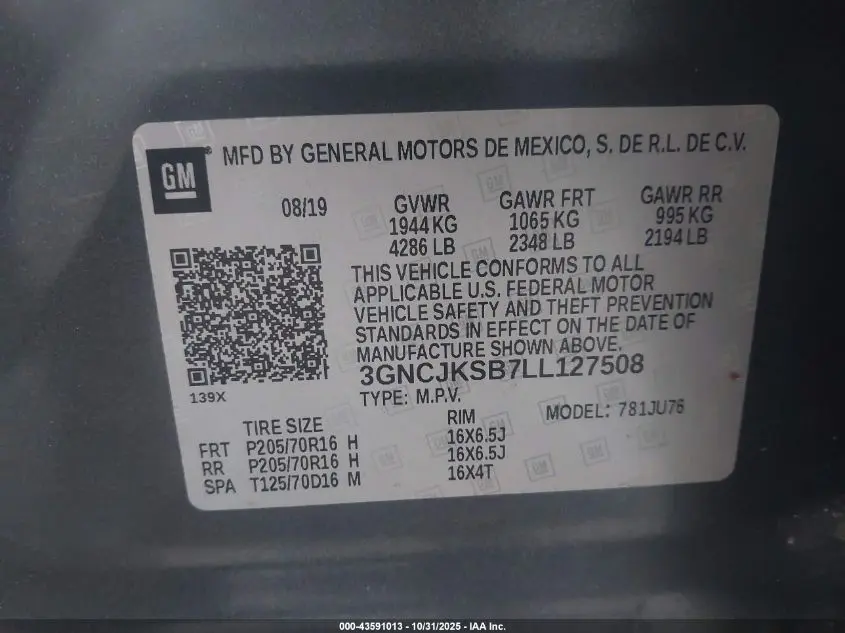 GM
MFD BY GENERAL MOTORS DE MEXICO, S. DE R.L. DE C.V.
08/19
GVWR GAWR FRT GAWR RR
1944 KG 1065 KG 995 KG
4286 LB 2348 LB 2194 LB
THIS VEHICLE CONFORMS TO ALL
APPLICABLE U.S. FEDERAL MOTOR
VEHICLE SAFETY AND THEFT PREVENTION
STANDARDS IN EFFECT ON THE DATE OF
MANUFACTURE SHOWN ABOVE.
3GNCJKSB7LL127508
139X
TYPE: M.P.V. MODEL: 781JU76
TIRE SIZE RIM
FRT P205/70R16 H 16X6.5J
RR P205/70R16 H 16X6.5J
SPA T125/70D16 M 16X4T
000-43591013 - 10/31/2025 - IAA Inc.